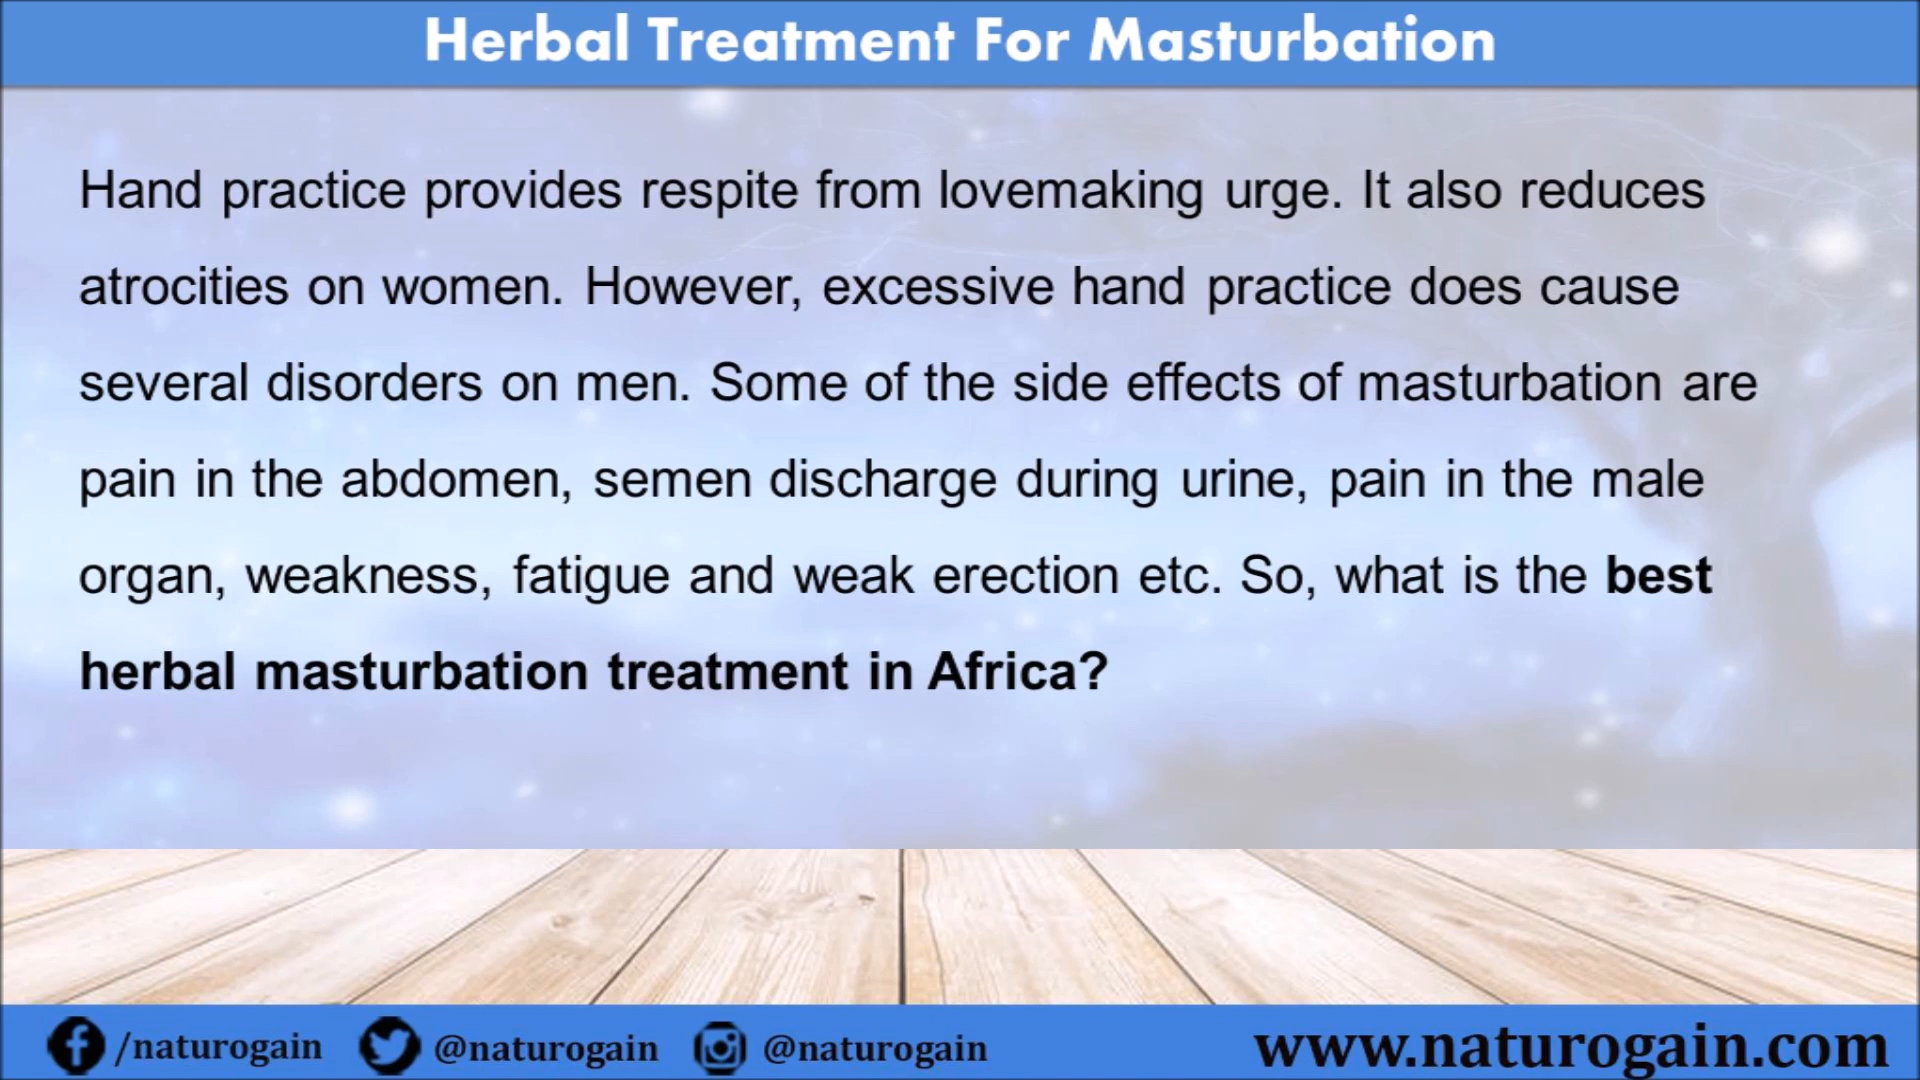 Herbal Treatment For Masturbation
Hand practice provides respite from lovemaking urge. It also reduces
atrocities on women. However, excessive hand practice does cause
several disorders on men. Some of the side effects of masturbation are
pain in the abdomen, semen discharge during urine, pain in the male
organ, weakness, fatigue and weak erection etc. So, what is the best
herbal masturbation treatment in Africa?
/naturogain @naturogain @naturogain www.naturogain.com